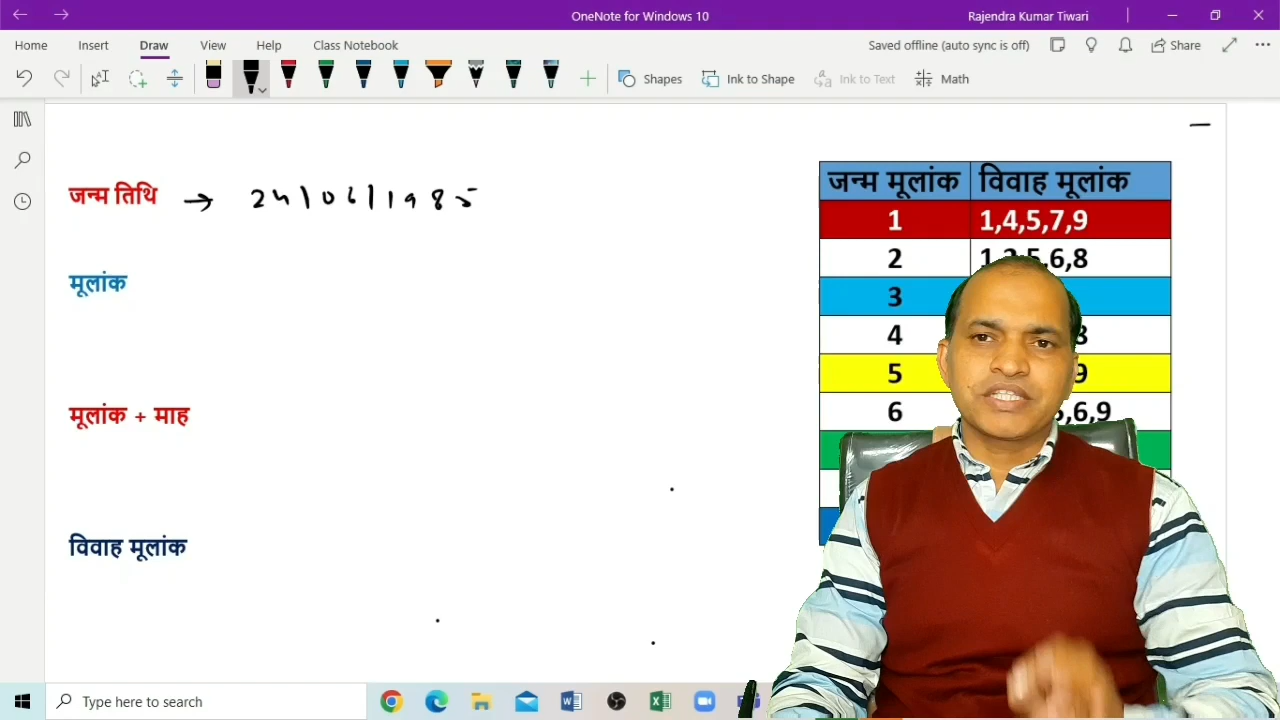 OneNote for Windows 10
Rajendra Kumar Tiwari
Home Insert Draw View Help Class Notebook
Saved offline (auto sync is off) Share
Shapes Ink to Shape Ink to Text Math
जन्म तिथि → 24/06/1985
मूलांक
मूलांक + माह
विवाह मूलांक
जन्म मूलांक विवाह मूलांक
1 1,4,5,7,9
2
3
4
5
6
Type here to search